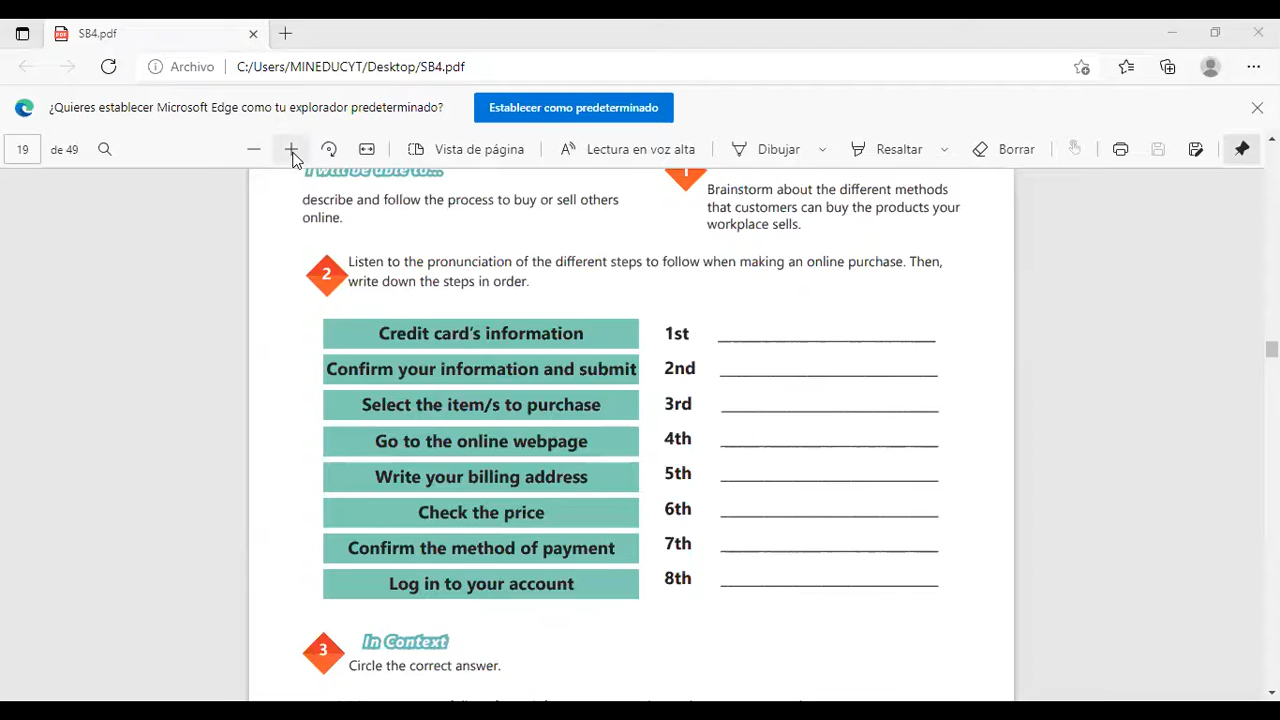 SB4.pdf
Archivo C:/Users/MINEDUCYT/Desktop/SB4.pdf
¿Quieres establecer Microsoft Edge como tu explorador predeterminado? Establecer como predeterminado
19 de 49 Vista de página Lectura en voz alta Dibujar Resaltar Borrar
I will be able to...
describe and follow the process to buy or sell others
online.
1
Brainstorm about the different methods
that customers can buy the products your
workplace sells.
2
Listen to the pronunciation of the different steps to follow when making an online purchase. Then,
write down the steps in order.
Credit card's information 1st
Confirm your information and submit 2nd
Select the item/s to purchase 3rd
Go to the online webpage 4th
Write your billing address 5th
Check the price 6th
Confirm the method of payment 7th
Log in to your account 8th
3
In Context
Circle the correct answer.